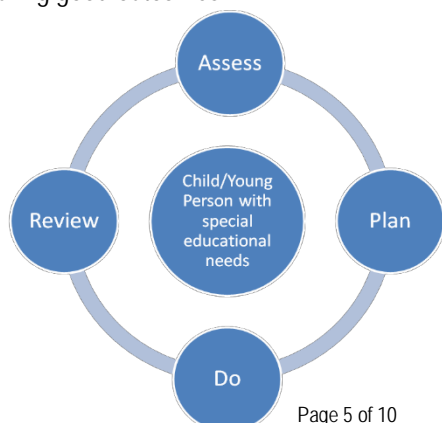 Assess
Child/Young
Person with
special
educational
needs
Review
Plan
Do
Page 5 of 10